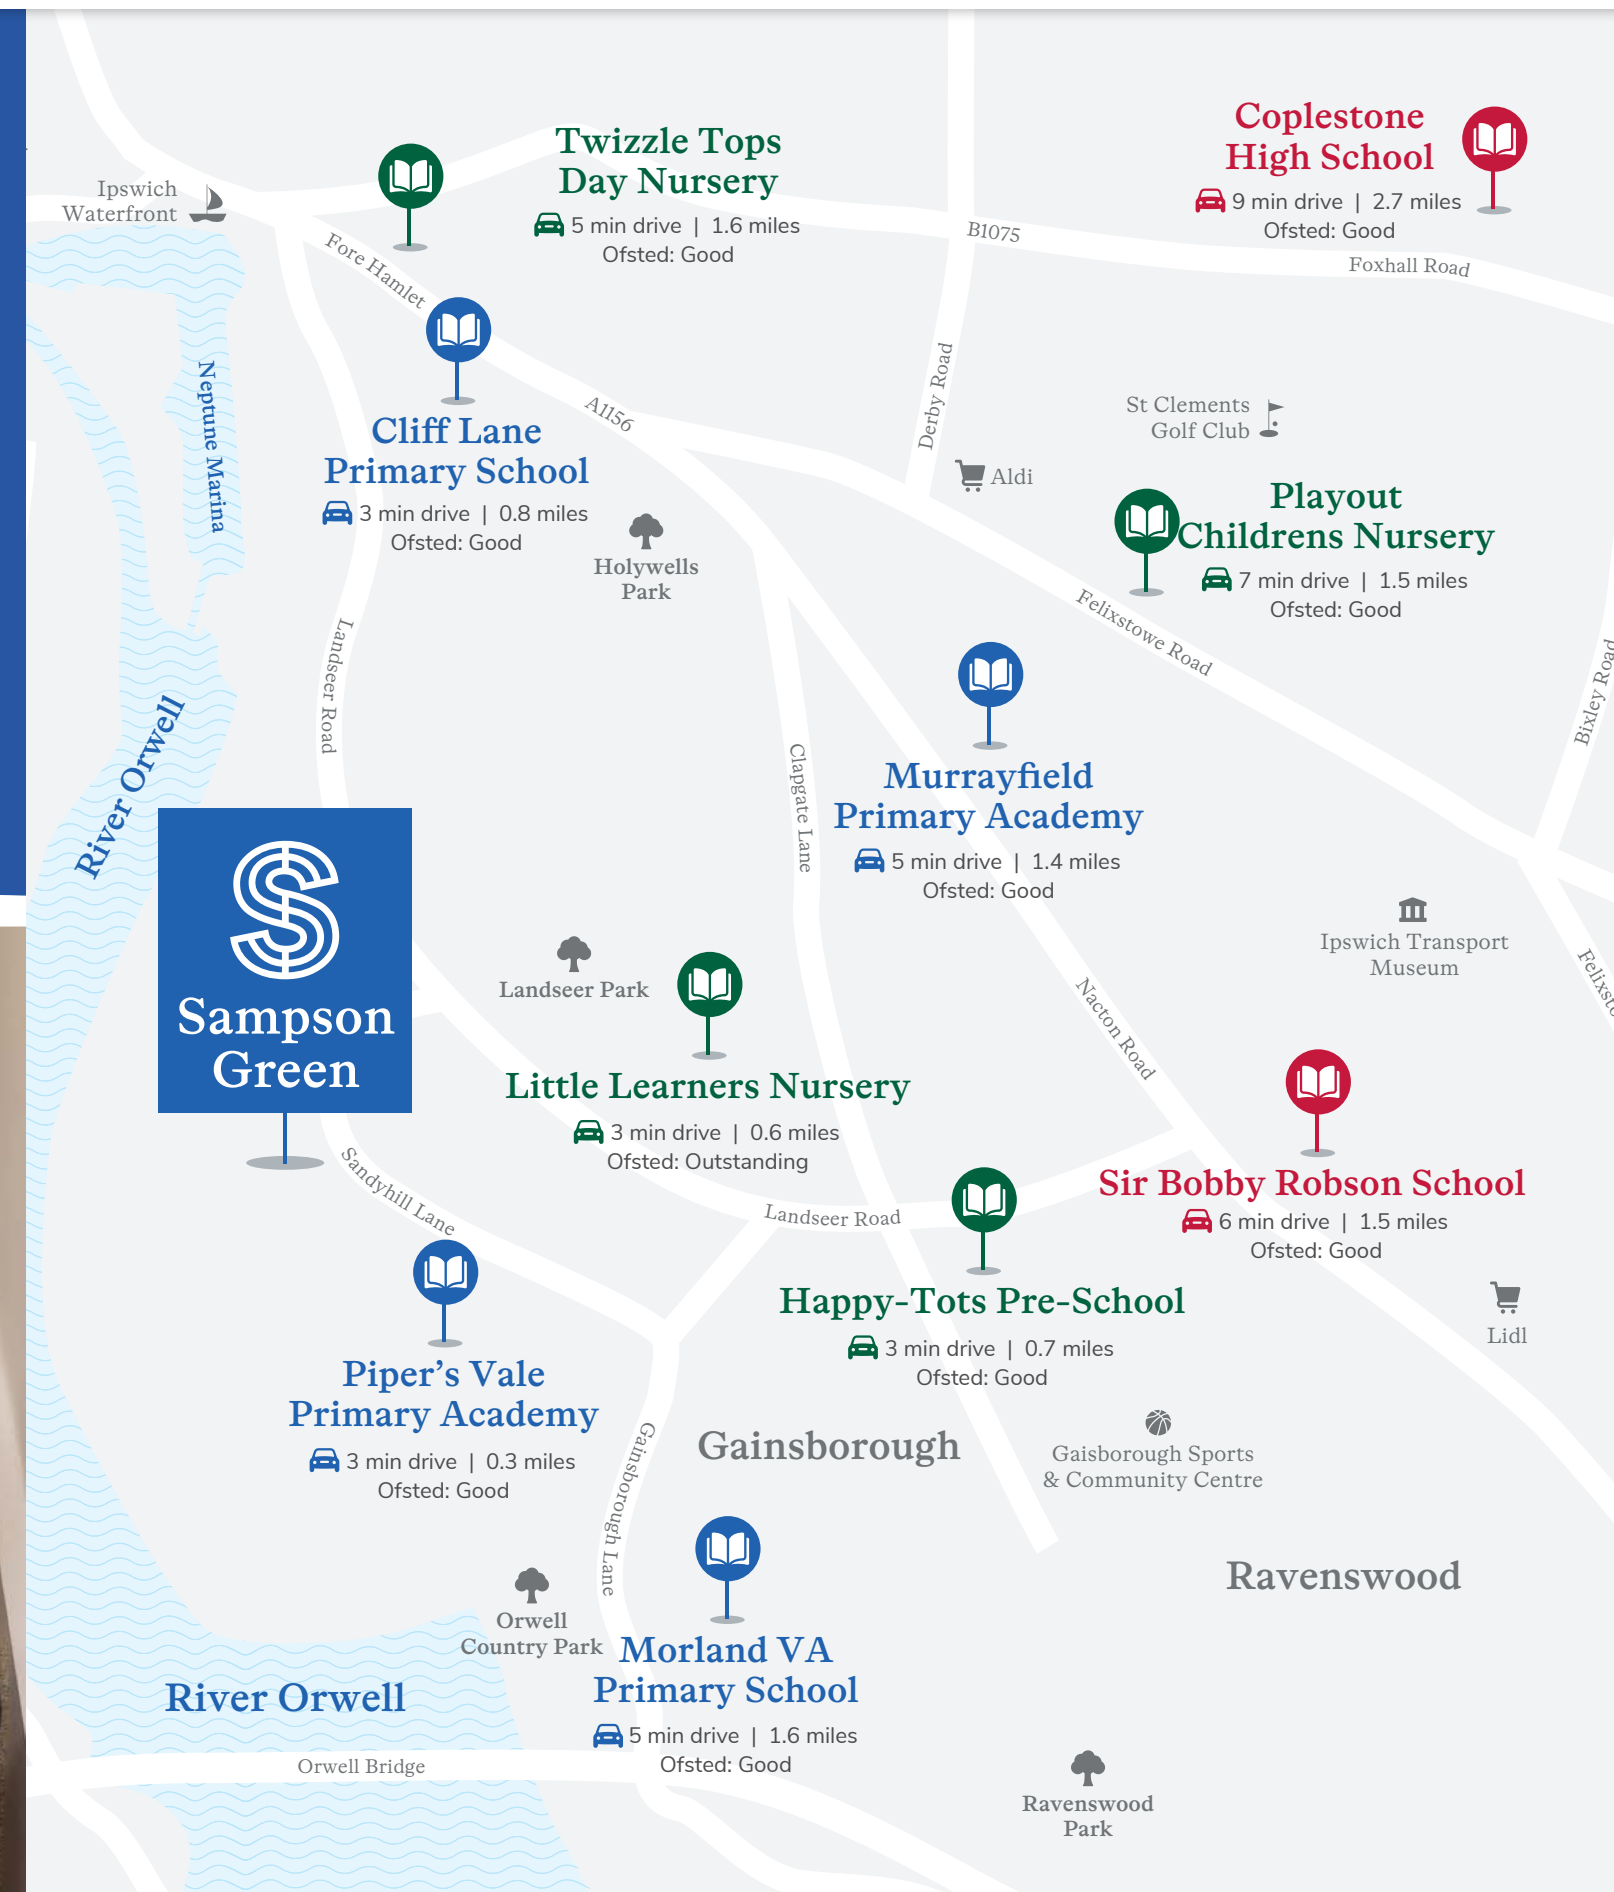 Twizzle Tops
Day Nursery
5 min drive | 1.6 miles
Ofsted: Good
Coplestone
High School
9 min drive | 2.7 miles
Ofsted: Good
Ipswich
Waterfront
Fore Hamlet
B1075
Foxhall Road
Neptune Marina
Cliff Lane
Primary School
3 min drive | 0.8 miles
Ofsted: Good
A1156
Derby Road
St Clements
Golf Club
Aldi
Playout
Childrens Nursery
7 min drive | 1.5 miles
Ofsted: Good
Holywells
Park
Felixstowe Road
Landseer Road
Bixley Road
River Orwell
Clapgate Lane
Murrayfield
Primary Academy
5 min drive | 1.4 miles
Ofsted: Good
Sampson
Green
Landseer Park
Ipswich Transport
Museum
Nacton Road
Felixsto
Little Learners Nursery
3 min drive | 0.6 miles
Ofsted: Outstanding
Sandyhill Lane
Landseer Road
Sir Bobby Robson School
6 min drive | 1.5 miles
Ofsted: Good
Happy-Tots Pre-School
3 min drive | 0.7 miles
Ofsted: Good
Lidl
Piper's Vale
Primary Academy
3 min drive | 0.3 miles
Ofsted: Good
Gainsborough Lane
Gainsborough
Gaisborough Sports
& Community Centre
Ravenswood
Orwell
Country Park
Morland VA
Primary School
5 min drive | 1.6 miles
Ofsted: Good
River Orwell
Orwell Bridge
Ravenswood
Park